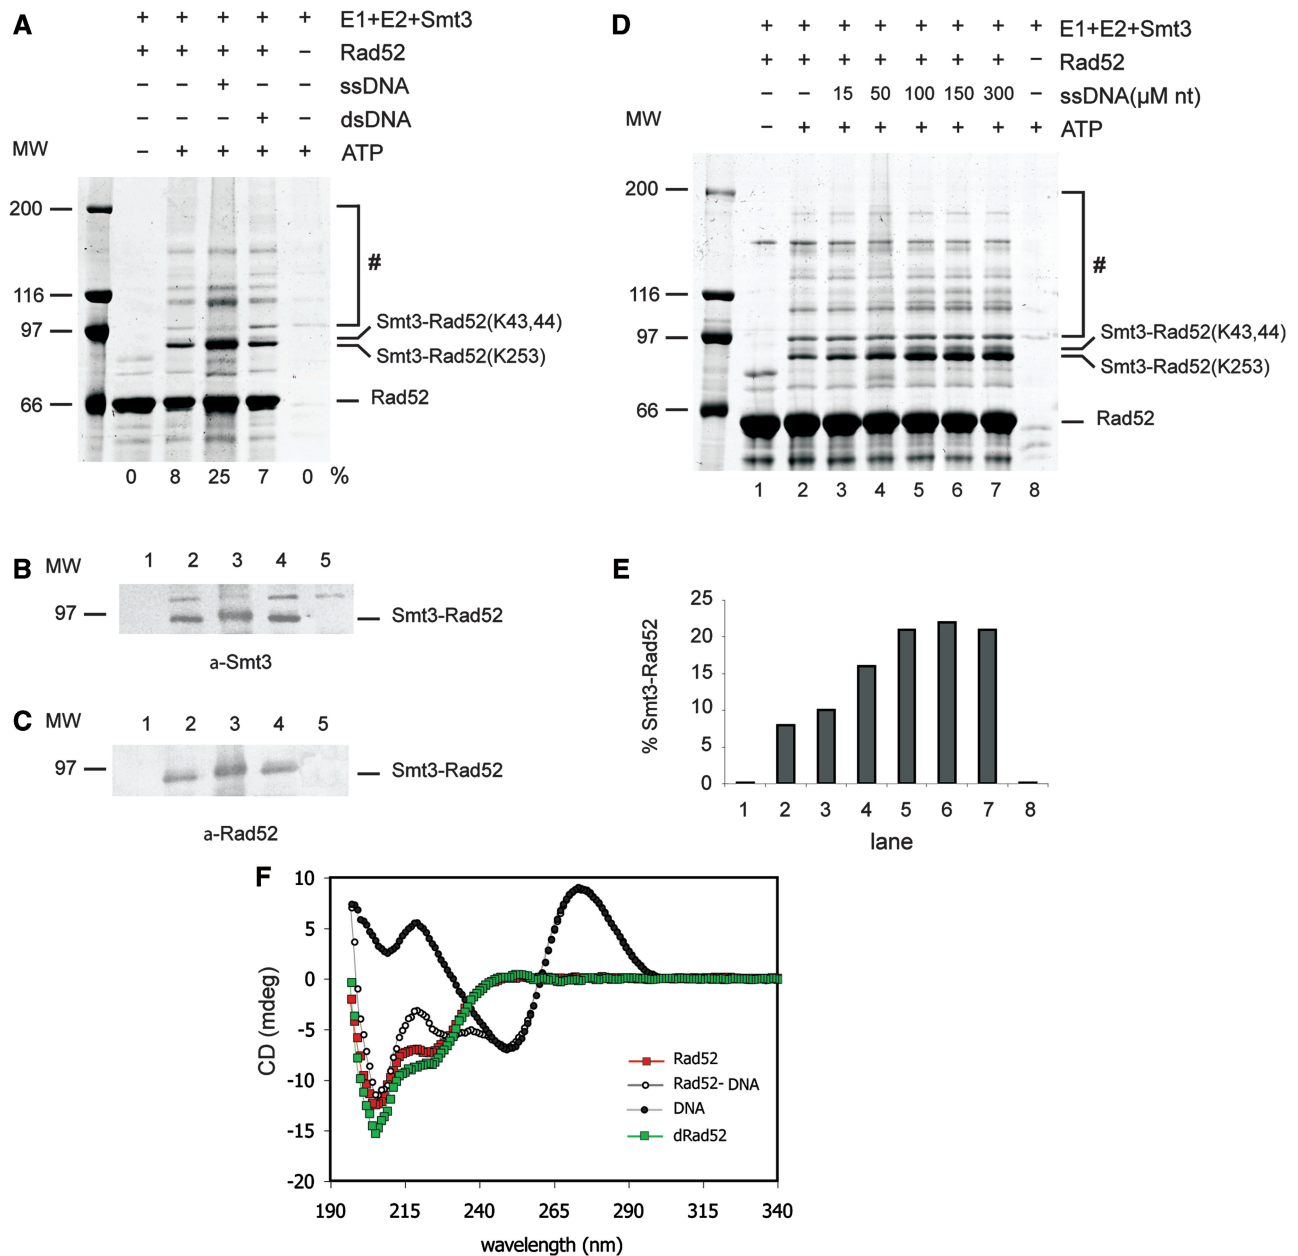 A
+ + + + + E1+E2+Smt3
+ + + + – Rad52
– – + – – ssDNA
– – – + – dsDNA
MW – + + + + ATP
200
#
116
97
Smt3-Rad52(K43,44)
Smt3-Rad52(K253)
66
Rad52
0 8 25 7 0 %
B
MW 1 2 3 4 5
97 Smt3-Rad52
a-Smt3
C
MW 1 2 3 4 5
97 Smt3-Rad52
a-Rad52
D
+ + + + + + + + E1+E2+Smt3
+ + + + + + + – Rad52
– – 15 50 100 150 300 – ssDNA(µM nt)
MW – + + + + + + + ATP
200
#
116
97
Smt3-Rad52(K43,44)
Smt3-Rad52(K253)
66
Rad52
1 2 3 4 5 6 7 8
E
% Smt3-Rad52
25
20
15
10
5
0
1 2 3 4 5 6 7 8
lane
F
CD (mdeg)
10
5
0
-5
-10
-15
-20
Rad52
Rad52- DNA
DNA
dRad52
190 215 240 265 290 315 340
wavelength (nm)